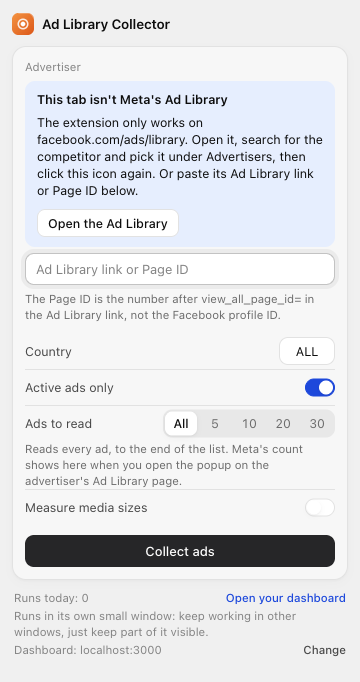 Ad Library Collector
Advertiser
This tab isn't Meta's Ad Library
The extension only works on
facebook.com/ads/library. Open it, search for the
competitor and pick it under Advertisers, then
click this icon again. Or paste its Ad Library link
or Page ID below.
Open the Ad Library
Ad Library link or Page ID
The Page ID is the number after view_all_page_id= in
the Ad Library link, not the Facebook profile ID.
Country ALL
Active ads only
Ads to read All 5 10 20 30
Reads every ad, to the end of the list. Meta's count
shows here when you open the popup on the
advertiser's Ad Library page.
Measure media sizes
Collect ads
Runs today: 0 Open your dashboard
Runs in its own small window: keep working in other
windows, just keep part of it visible.
Dashboard: localhost:3000 Change